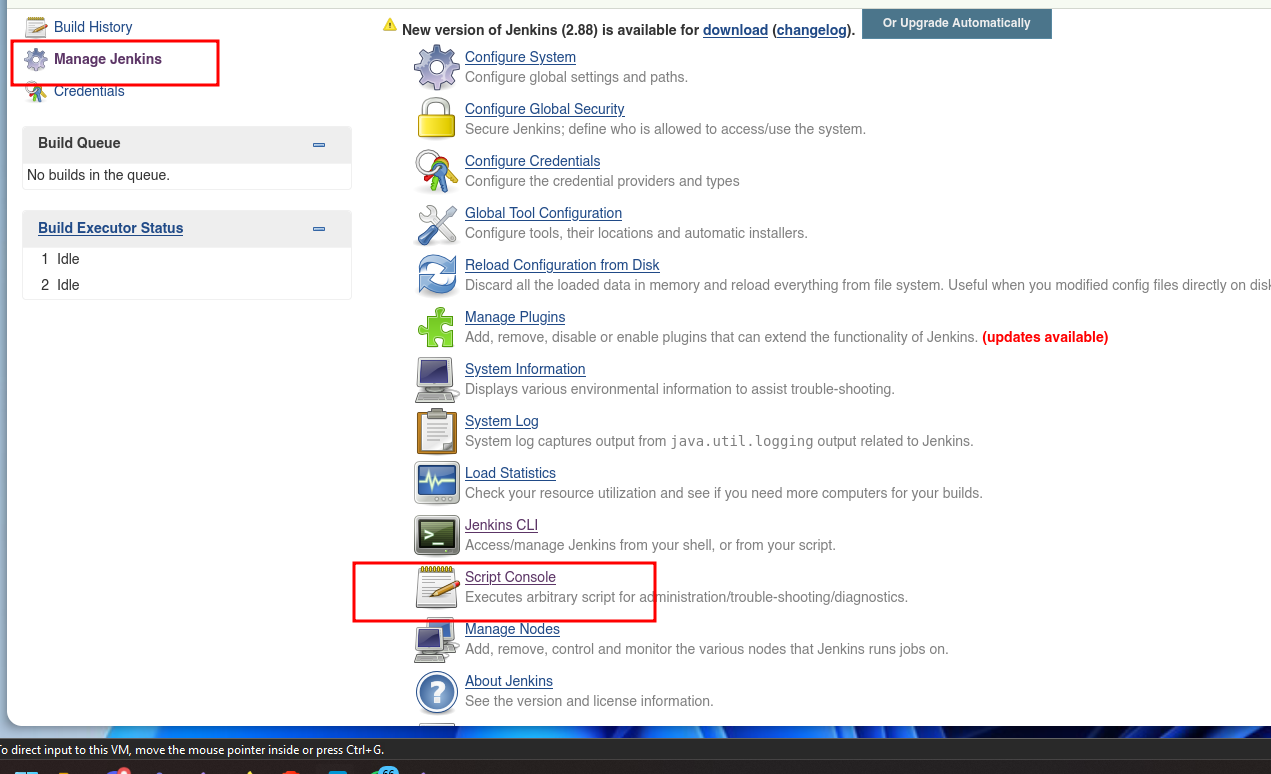 Build History
Manage Jenkins
Credentials
Build Queue
No builds in the queue.
Build Executor Status
1 Idle
2 Idle
New version of Jenkins (2.88) is available for download (changelog).
Or Upgrade Automatically
Configure System
Configure global settings and paths.
Configure Global Security
Secure Jenkins; define who is allowed to access/use the system.
Configure Credentials
Configure the credential providers and types
Global Tool Configuration
Configure tools, their locations and automatic installers.
Reload Configuration from Disk
Discard all the loaded data in memory and reload everything from file system. Useful when you modified config files directly on disk
Manage Plugins
Add, remove, disable or enable plugins that can extend the functionality of Jenkins. (updates available)
System Information
Displays various environmental information to assist trouble-shooting.
System Log
System log captures output from java.util.logging output related to Jenkins.
Load Statistics
Check your resource utilization and see if you need more computers for your builds.
Jenkins CLI
Access/manage Jenkins from your shell, or from your script.
Script Console
Executes arbitrary script for administration/trouble-shooting/diagnostics.
Manage Nodes
Add, remove, control and monitor the various nodes that Jenkins runs jobs on.
About Jenkins
See the version and license information.
To direct input to this VM, move the mouse pointer inside or press Ctrl+G.